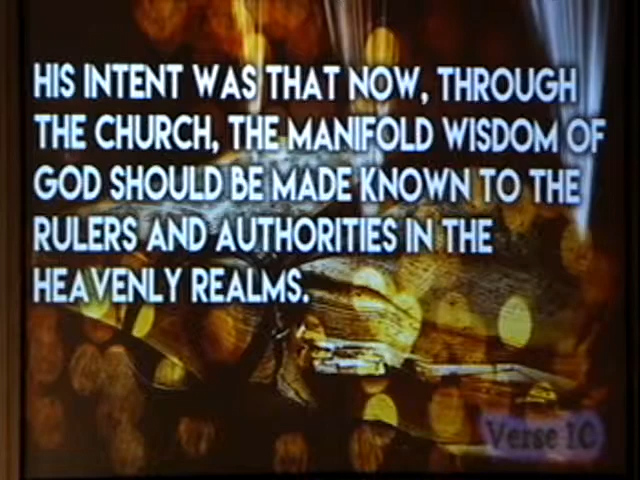 HIS INTENT WAS THAT NOW, THROUGH
THE CHURCH, THE MANIFOLD WISDOM OF
GOD SHOULD BE MADE KNOWN TO THE
RULERS AND AUTHORITIES IN THE
HEAVENLY REALMS.
Verse 10